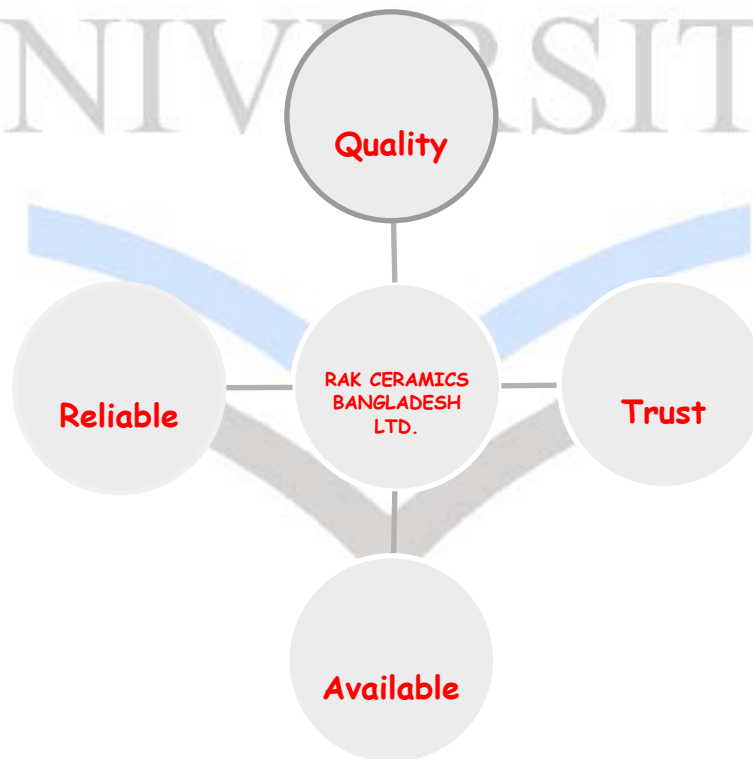 NIVERSIT
Quality
RAK CERAMICS
BANGLADESH
LTD.
Reliable
Trust
Available